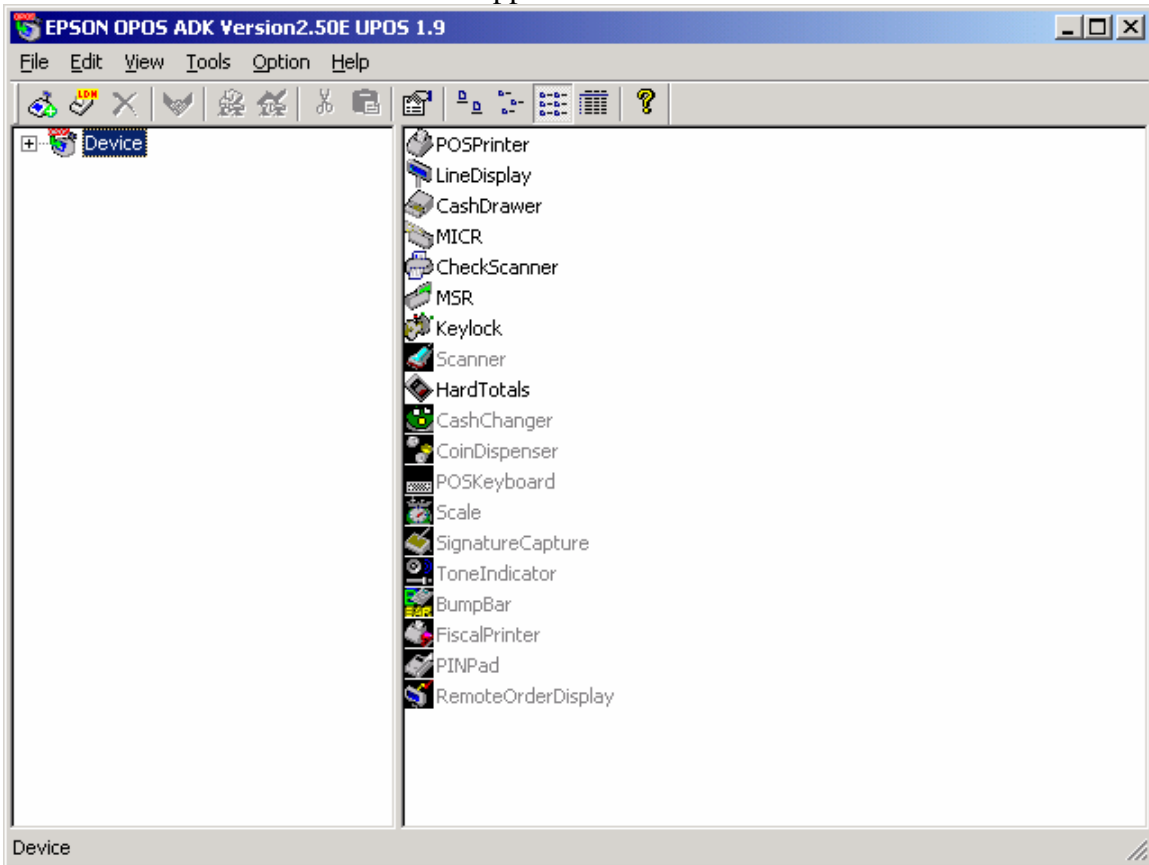 EPSON OPOS ADK Version2.50E UPOS 1.9
File Edit View Tools Option Help
Device
POSPrinter
LineDisplay
CashDrawer
MICR
CheckScanner
MSR
Keylock
Scanner
HardTotals
CashChanger
CoinDispenser
POSKeyboard
Scale
SignatureCapture
ToneIndicator
BumpBar
FiscalPrinter
PINPad
RemoteOrderDisplay
Device